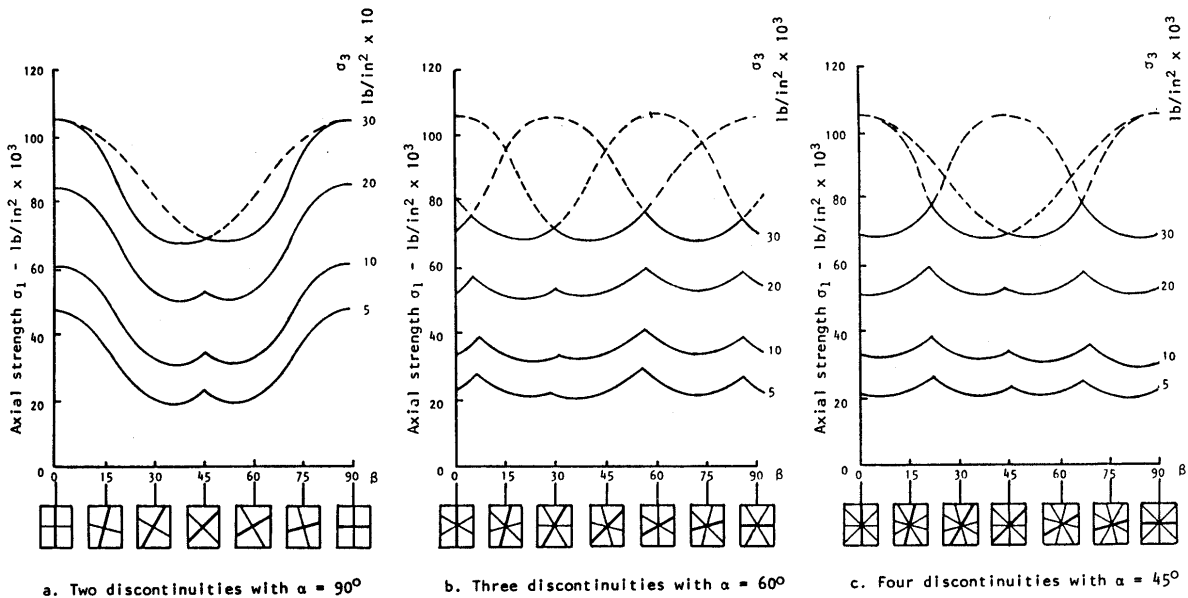 σ3
lb/in² x 10
Axial strength σ1 - lb/in² x 10³
120
100
80
60
40
20
0
30
20
10
5
0 15 30 45 60 75 90 β
a. Two discontinuities with α = 90º
σ3
lb/in² x 10³
Axial strength σ1 - lb/in² x 10³
120
100
80
60
40
20
0
30
20
10
5
0 15 30 45 60 75 90 β
b. Three discontinuities with α = 60º
σ3
lb/in² x 10³
Axial strength σ1 - lb/in² x 10³
120
100
80
60
40
20
0
30
20
10
5
0 15 30 45 60 75 90 β
c. Four discontinuities with α = 45º